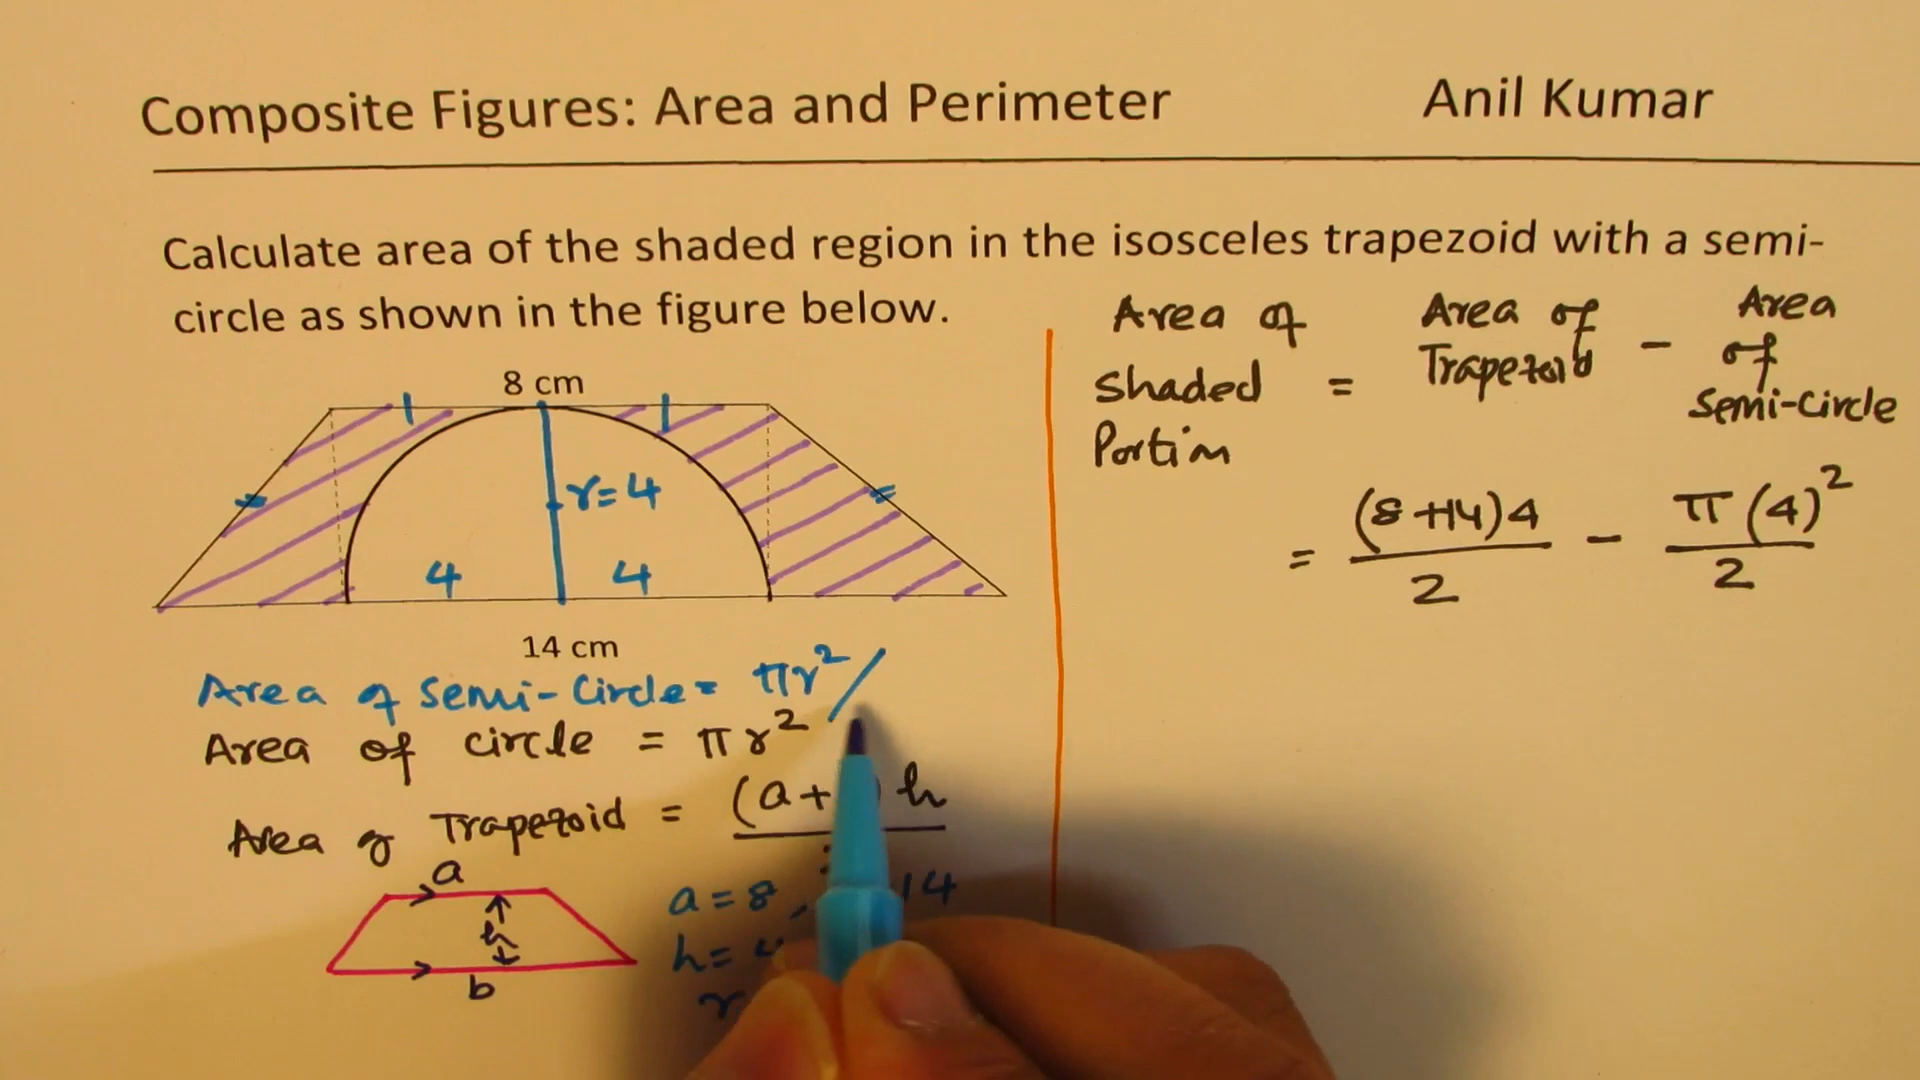 Composite Figures: Area and Perimeter Anil Kumar
Calculate area of the shaded region in the isosceles trapezoid with a semi-
circle as shown in the figure below.
8 cm
r=4
4 4
14 cm
Area of Semi-Circle = πr²/
Area of circle = πr²
Area of Trapezoid = (a+ ) h
a
h
b
a=8, 14
h=4
r
Area of Shaded Portion = Area of Trapezoid - Area of Semi-Circle
= (8+14)4/2 - π(4)²/2